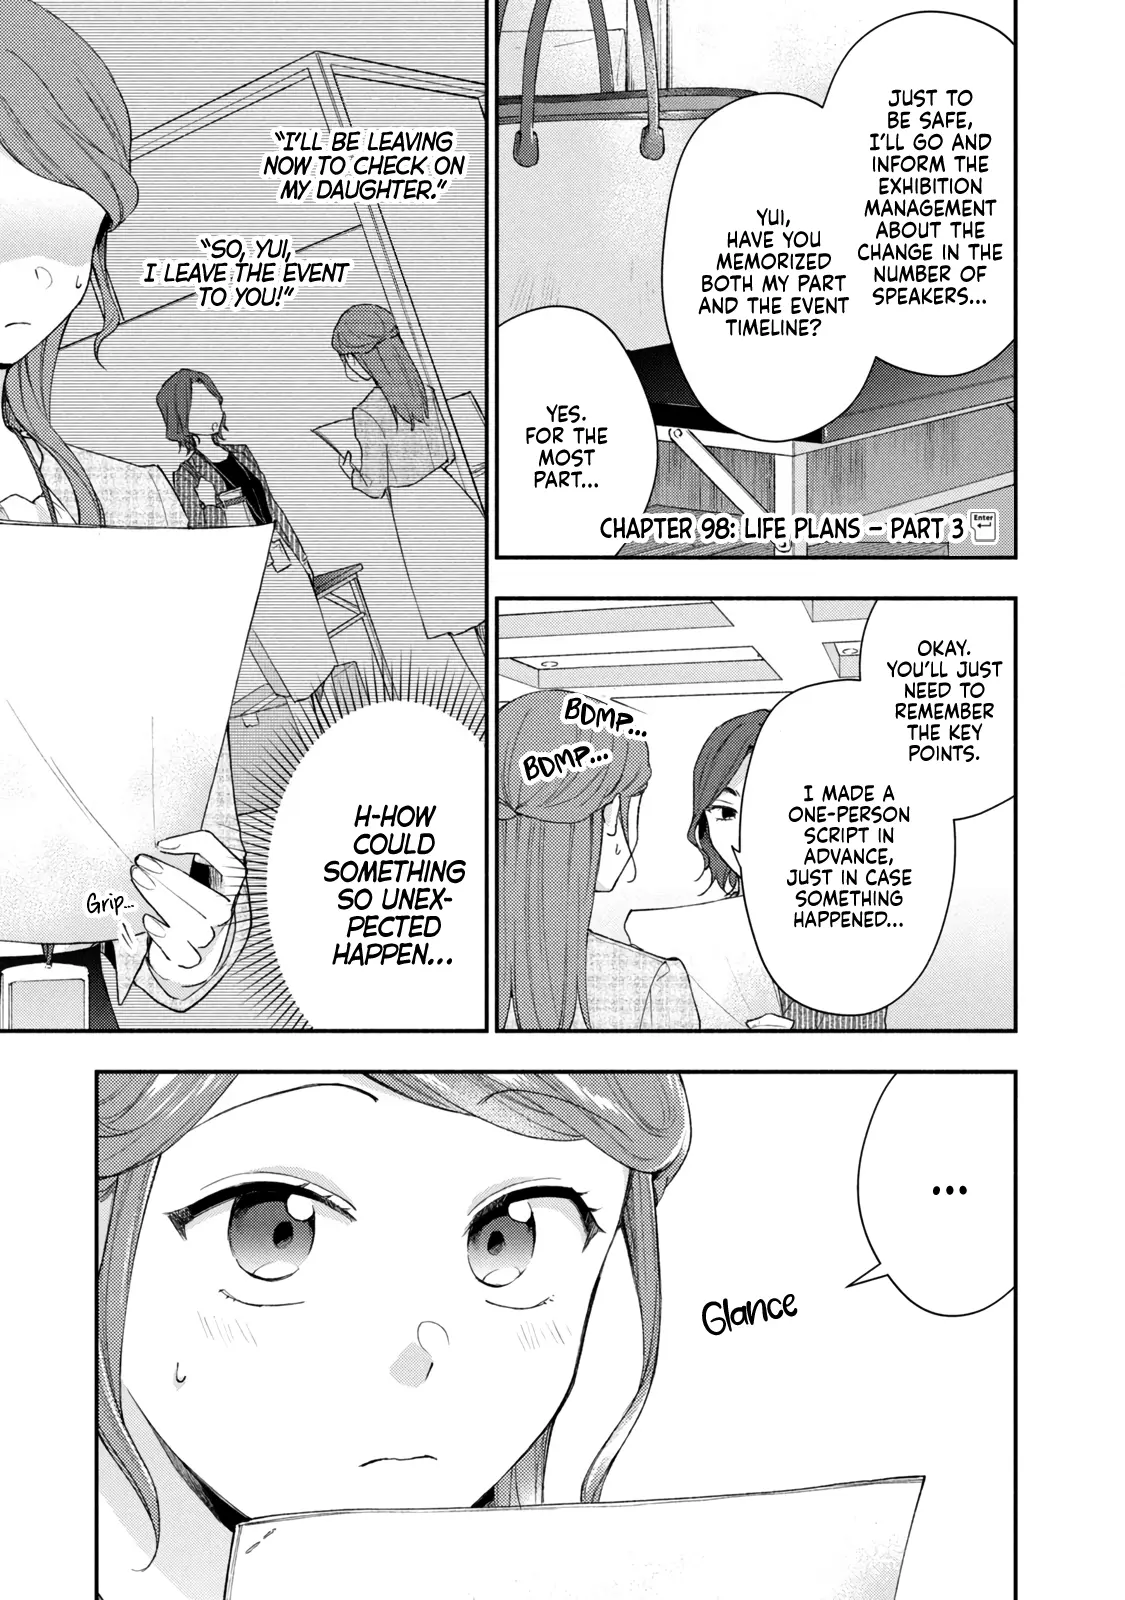 JUST TO
BE SAFE,
I'LL GO AND
INFORM THE
EXHIBITION
MANAGEMENT
ABOUT THE
CHANGE IN THE
NUMBER OF
SPEAKERS...
YUI,
HAVE YOU
MEMORIZED
BOTH MY PART
AND THE EVENT
TIMELINE?
YES.
FOR THE
MOST
PART...
CHAPTER 98: LIFE PLANS – PART 3
Enter
OKAY.
YOU'LL JUST
NEED TO
REMEMBER
THE KEY
POINTS.
I MADE A
ONE-PERSON
SCRIPT IN
ADVANCE,
JUST IN CASE
SOMETHING
HAPPENED...
BDMP...
BDMP...
"I'LL BE LEAVING
NOW TO CHECK ON
MY DAUGHTER."
"SO, YUI,
I LEAVE THE EVENT
TO YOU!"
H-HOW
COULD
SOMETHING
SO UNEX-
PECTED
HAPPEN...
Grip...
...
Glance